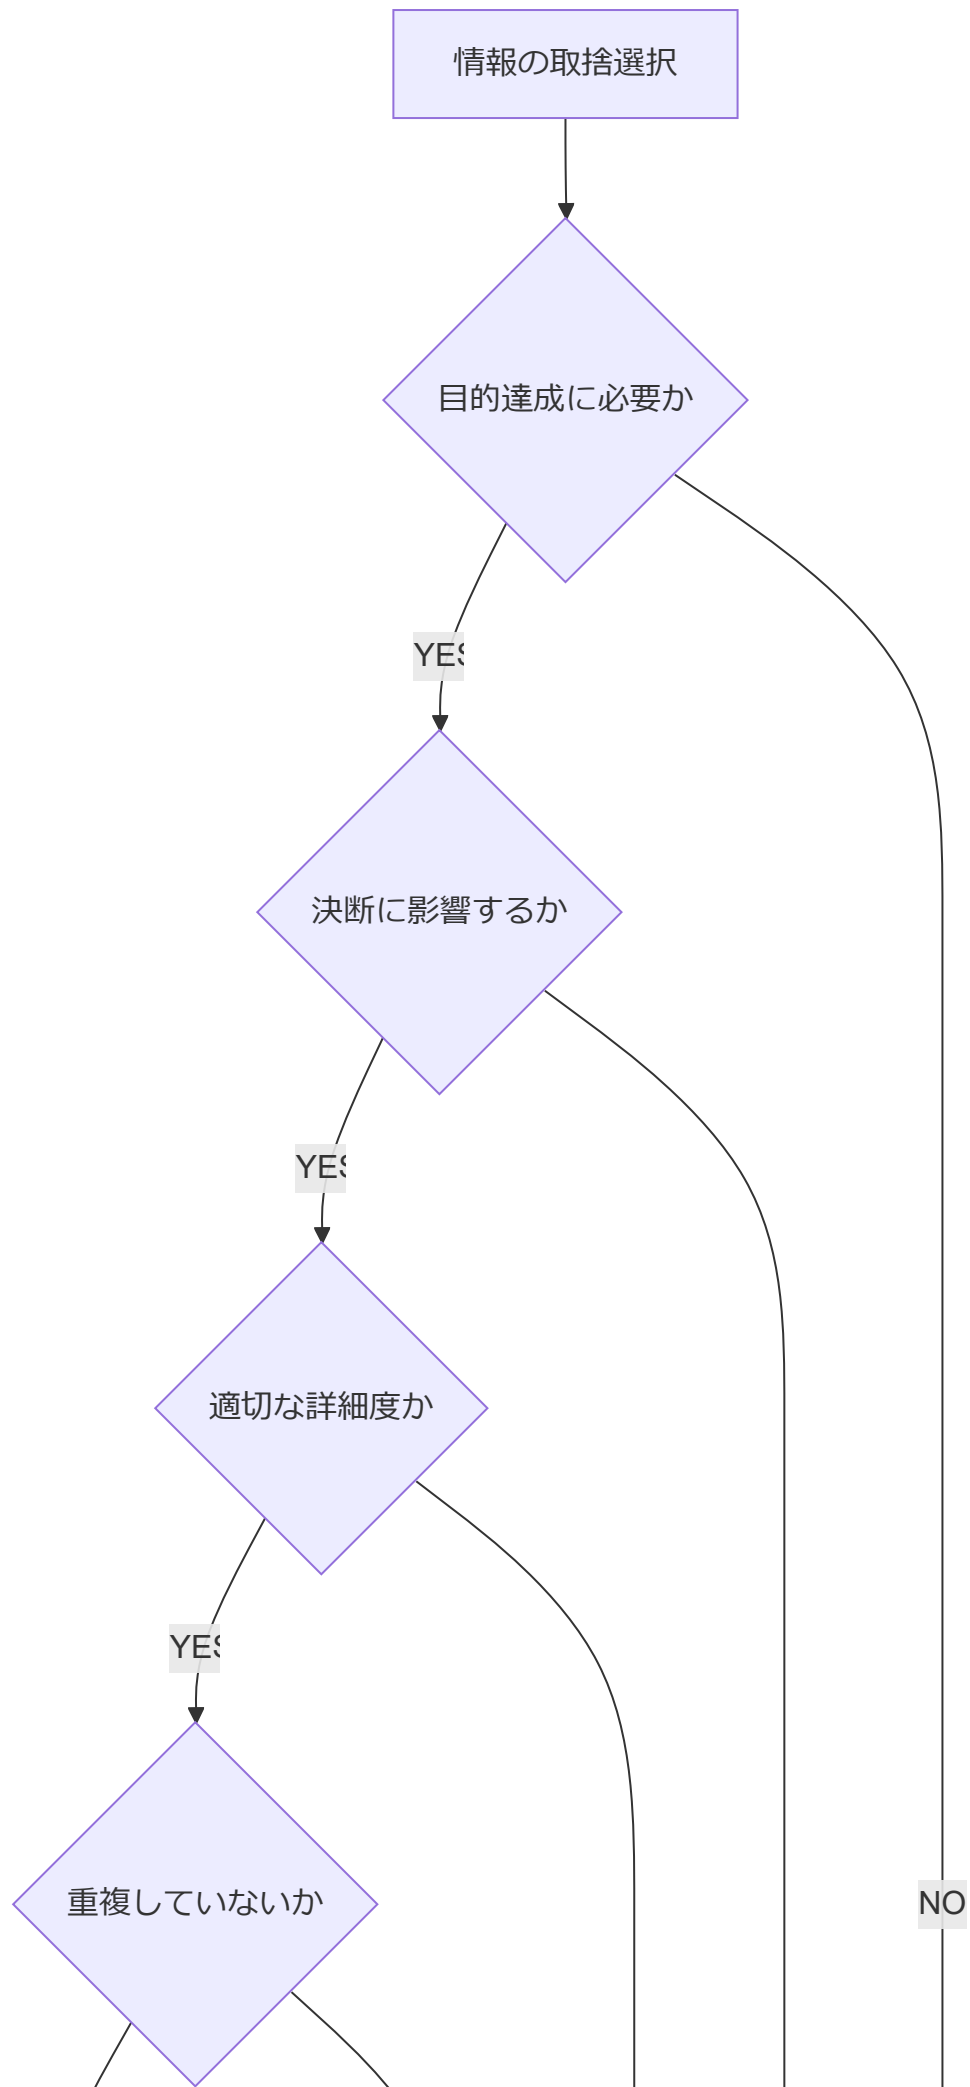 情報の取捨選択
目的達成に必要か
YES
決断に影響するか
YES
適切な詳細度か
YES
重複していないか
NO